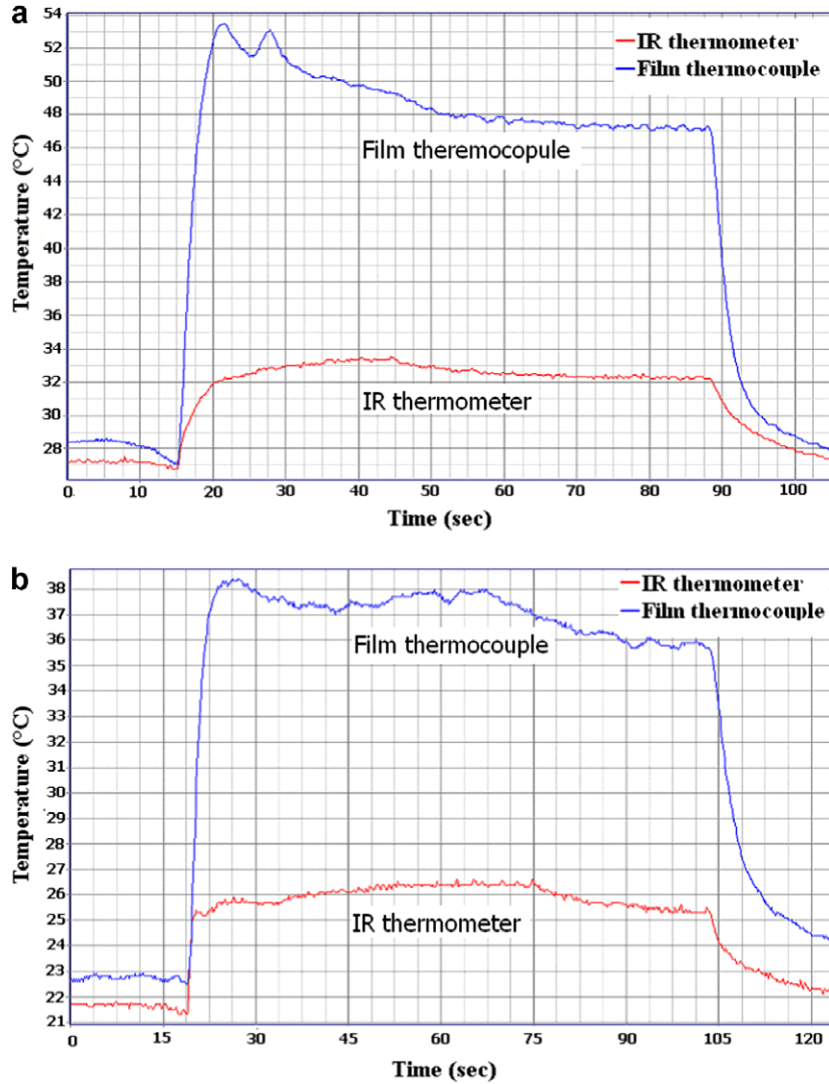 a
54
52
50
48
46
44
42
40
38
36
34
32
30
28
Temperature (°C)
IR thermometer
Film thermocouple
Film theremocopule
IR thermometer
0 10 20 30 40 50 60 70 80 90 100
Time (sec)
b
38
37
36
35
34
33
32
31
30
29
28
27
26
25
24
23
22
21
Temperature (°C)
IR thermometer
Film thermocouple
Film thermocouple
IR thermometer
0 15 30 45 60 75 90 105 120
Time (sec)